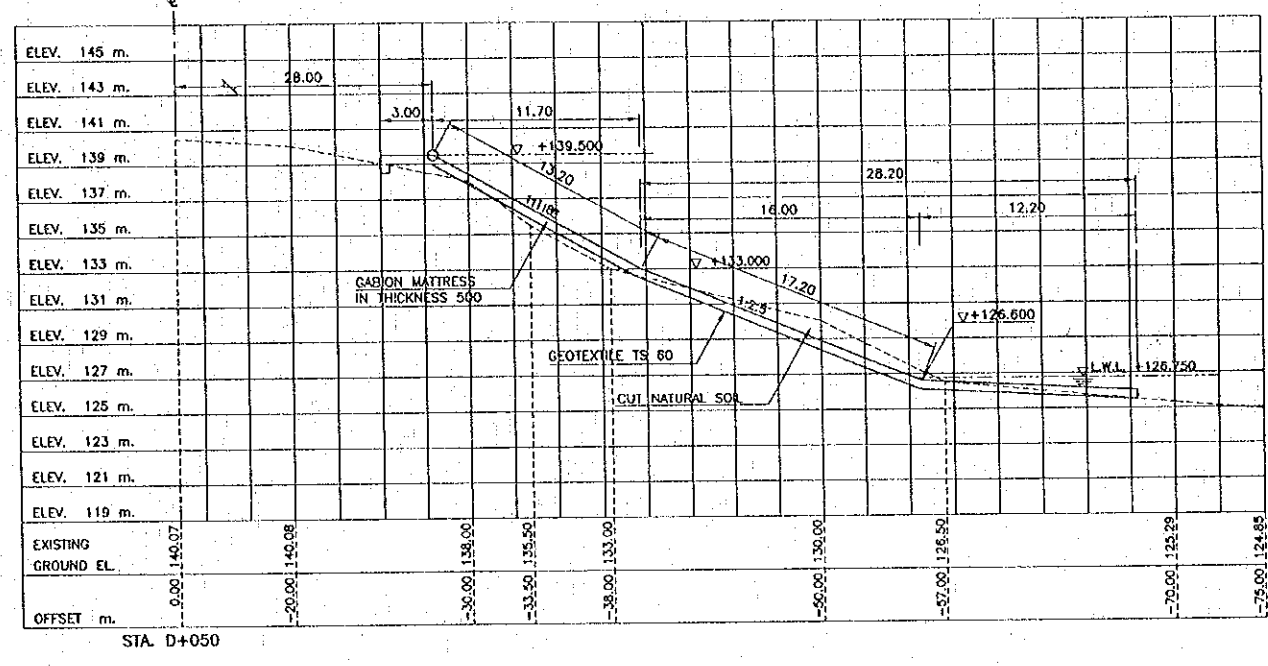 ℄
ELEV. 145 m.
ELEV. 143 m.
28.00
ELEV. 141 m.
3.00 11.70
ELEV. 139 m.
+139.500
13.20
28.20
ELEV. 137 m.
16.00 12.20
ELEV. 135 m.
ELEV. 133 m.
+133.000
GABION MATTRESS
IN THICKNESS 500
17.20
ELEV. 131 m.
1:2.5
+126.600
ELEV. 129 m.
GEOTEXTILE TS 60
ELEV. 127 m.
L.W.L. +126.750
CUT NATURAL SOIL
ELEV. 125 m.
ELEV. 123 m.
ELEV. 121 m.
ELEV. 119 m.
EXISTING
GROUND EL.
140.07 140.08 138.00 135.50 133.00 130.00 126.50 125.29 124.85
OFFSET m.
0.00 -20.00 -30.00 -33.50 -38.00 -50.00 -57.00 -70.00 -75.00
STA. D+050